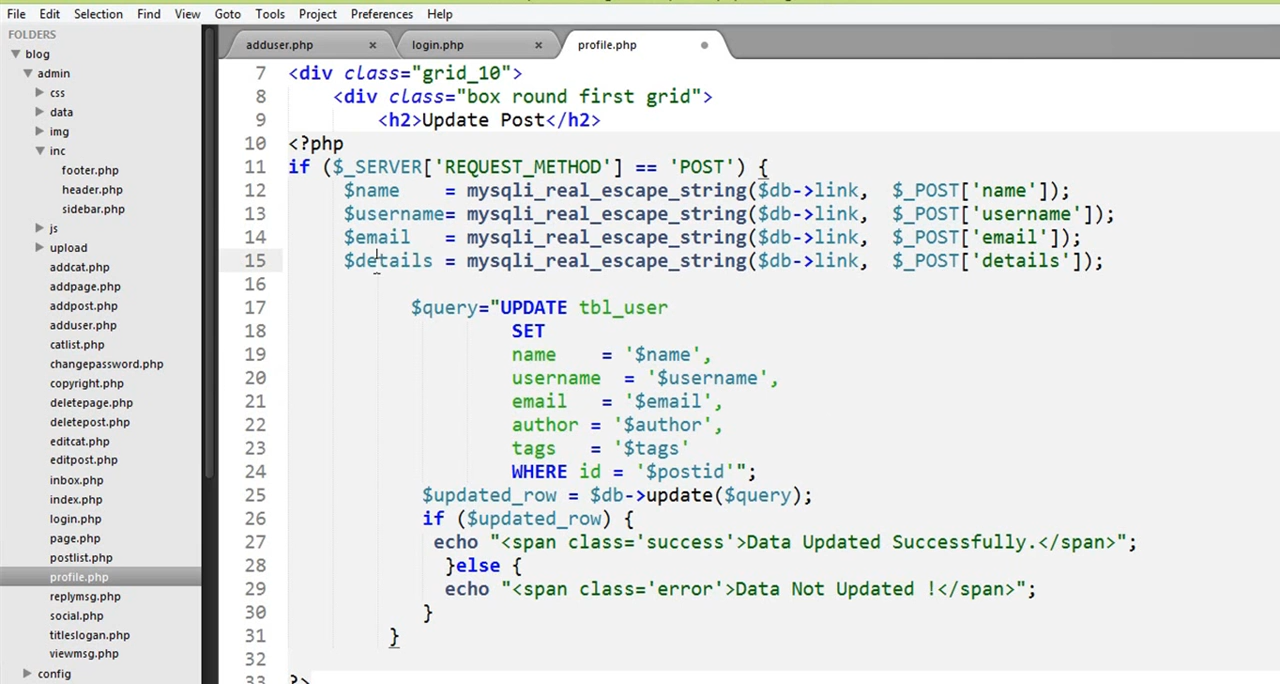 File Edit Selection Find View Goto Tools Project Preferences Help
FOLDERS
blog
admin
css
data
img
inc
footer.php
header.php
sidebar.php
js
upload
addcat.php
addpage.php
addpost.php
adduser.php
catlist.php
changepassword.php
copyright.php
deletepage.php
deletepost.php
editcat.php
editpost.php
inbox.php
index.php
login.php
page.php
postlist.php
profile.php
replymsg.php
social.php
titleslogan.php
viewmsg.php
config
adduser.php × login.php × profile.php
7 <div class="grid_10">
8 <div class="box round first grid">
9 <h2>Update Post</h2>
10 <?php
11 if ($_SERVER['REQUEST_METHOD'] == 'POST') {
12 $name = mysqli_real_escape_string($db->link, $_POST['name']);
13 $username= mysqli_real_escape_string($db->link, $_POST['username']);
14 $email = mysqli_real_escape_string($db->link, $_POST['email']);
15 $details = mysqli_real_escape_string($db->link, $_POST['details']);
16
17 $query="UPDATE tbl_user
18 SET
19 name = '$name',
20 username = '$username',
21 email = '$email',
22 author = '$author',
23 tags = '$tags'
24 WHERE id = '$postid'";
25 $updated_row = $db->update($query);
26 if ($updated_row) {
27 echo "<span class='success'>Data Updated Successfully.</span>";
28 }else {
29 echo "<span class='error'>Data Not Updated !</span>";
30 }
31 }
32
33 ?>